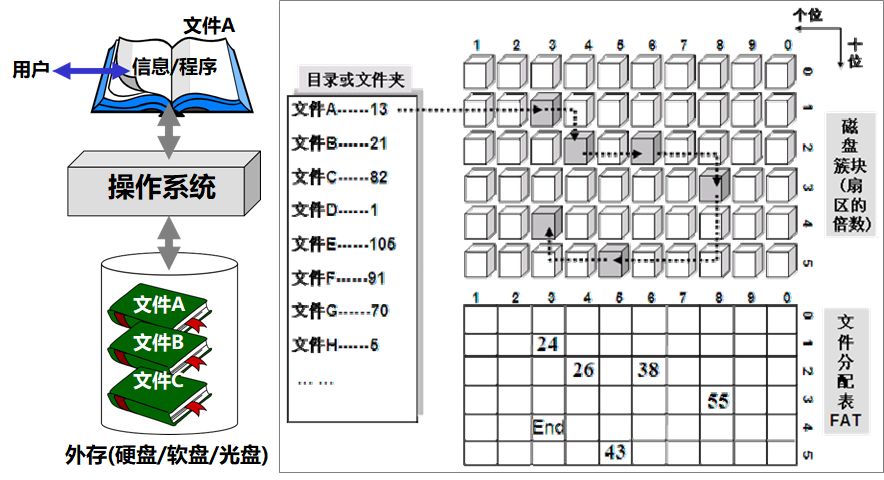 文件A
用户
信息/程序
操作系统
文件A
文件B
文件C
外存(硬盘/软盘/光盘)
目录或文件夹
文件A------13
文件B------21
文件C------82
文件D------1
文件E------105
文件F------91
文件G------70
文件H------5
... ...
个位
十位
1 2 3 4 5 6 7 8 9 0
0
1
2
3
4
5
磁盘簇块(扇区的倍数)
1 2 3 4 5 6 7 8 9 0
0
24 1
26 38 2
55 3
End 4
43 5
文件分配表FAT